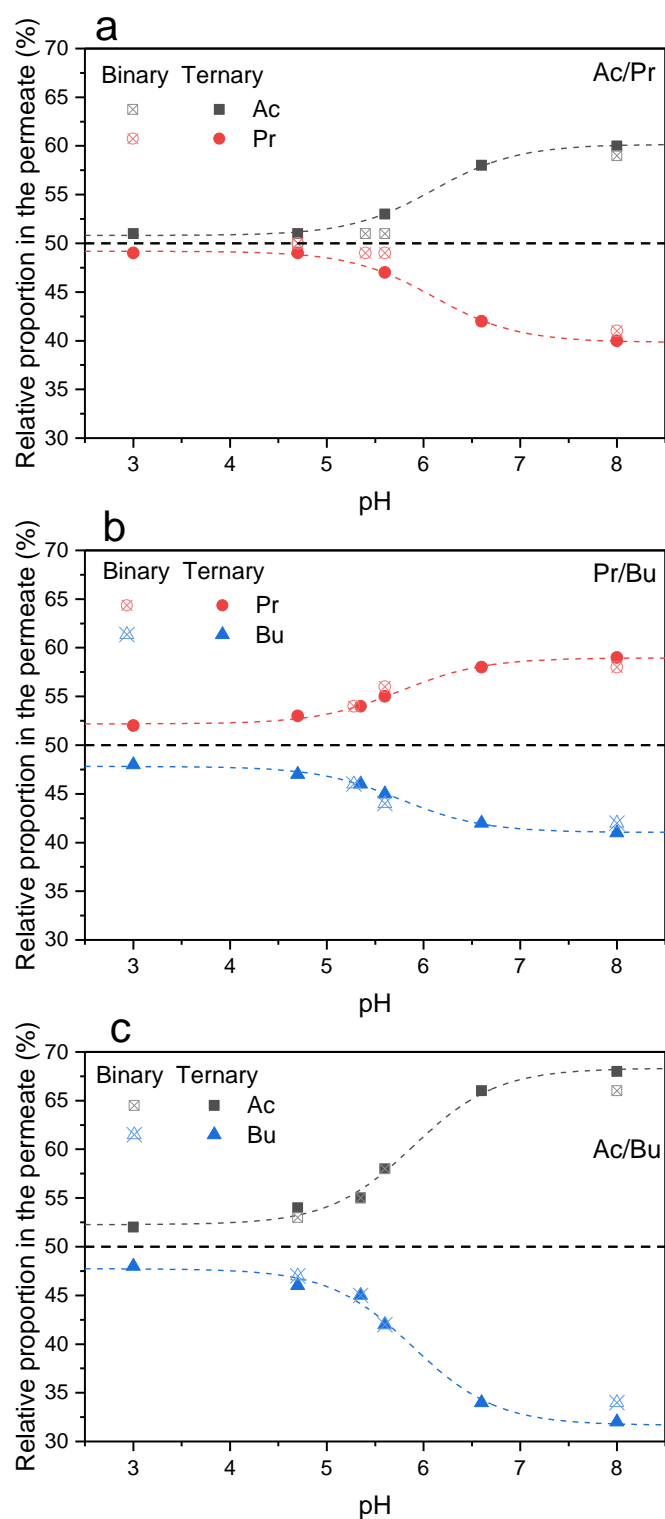 a
Relative proportion in the permeate (%)
70
65
60
55
50
45
40
35
30
Binary Ternary
Ac
Pr
Ac/Pr
3 4 5 6 7 8
pH
b
Relative proportion in the permeate (%)
70
65
60
55
50
45
40
35
30
Binary Ternary
Pr
Bu
Pr/Bu
3 4 5 6 7 8
pH
c
Relative proportion in the permeate (%)
70
65
60
55
50
45
40
35
30
Binary Ternary
Ac
Bu
Ac/Bu
3 4 5 6 7 8
pH